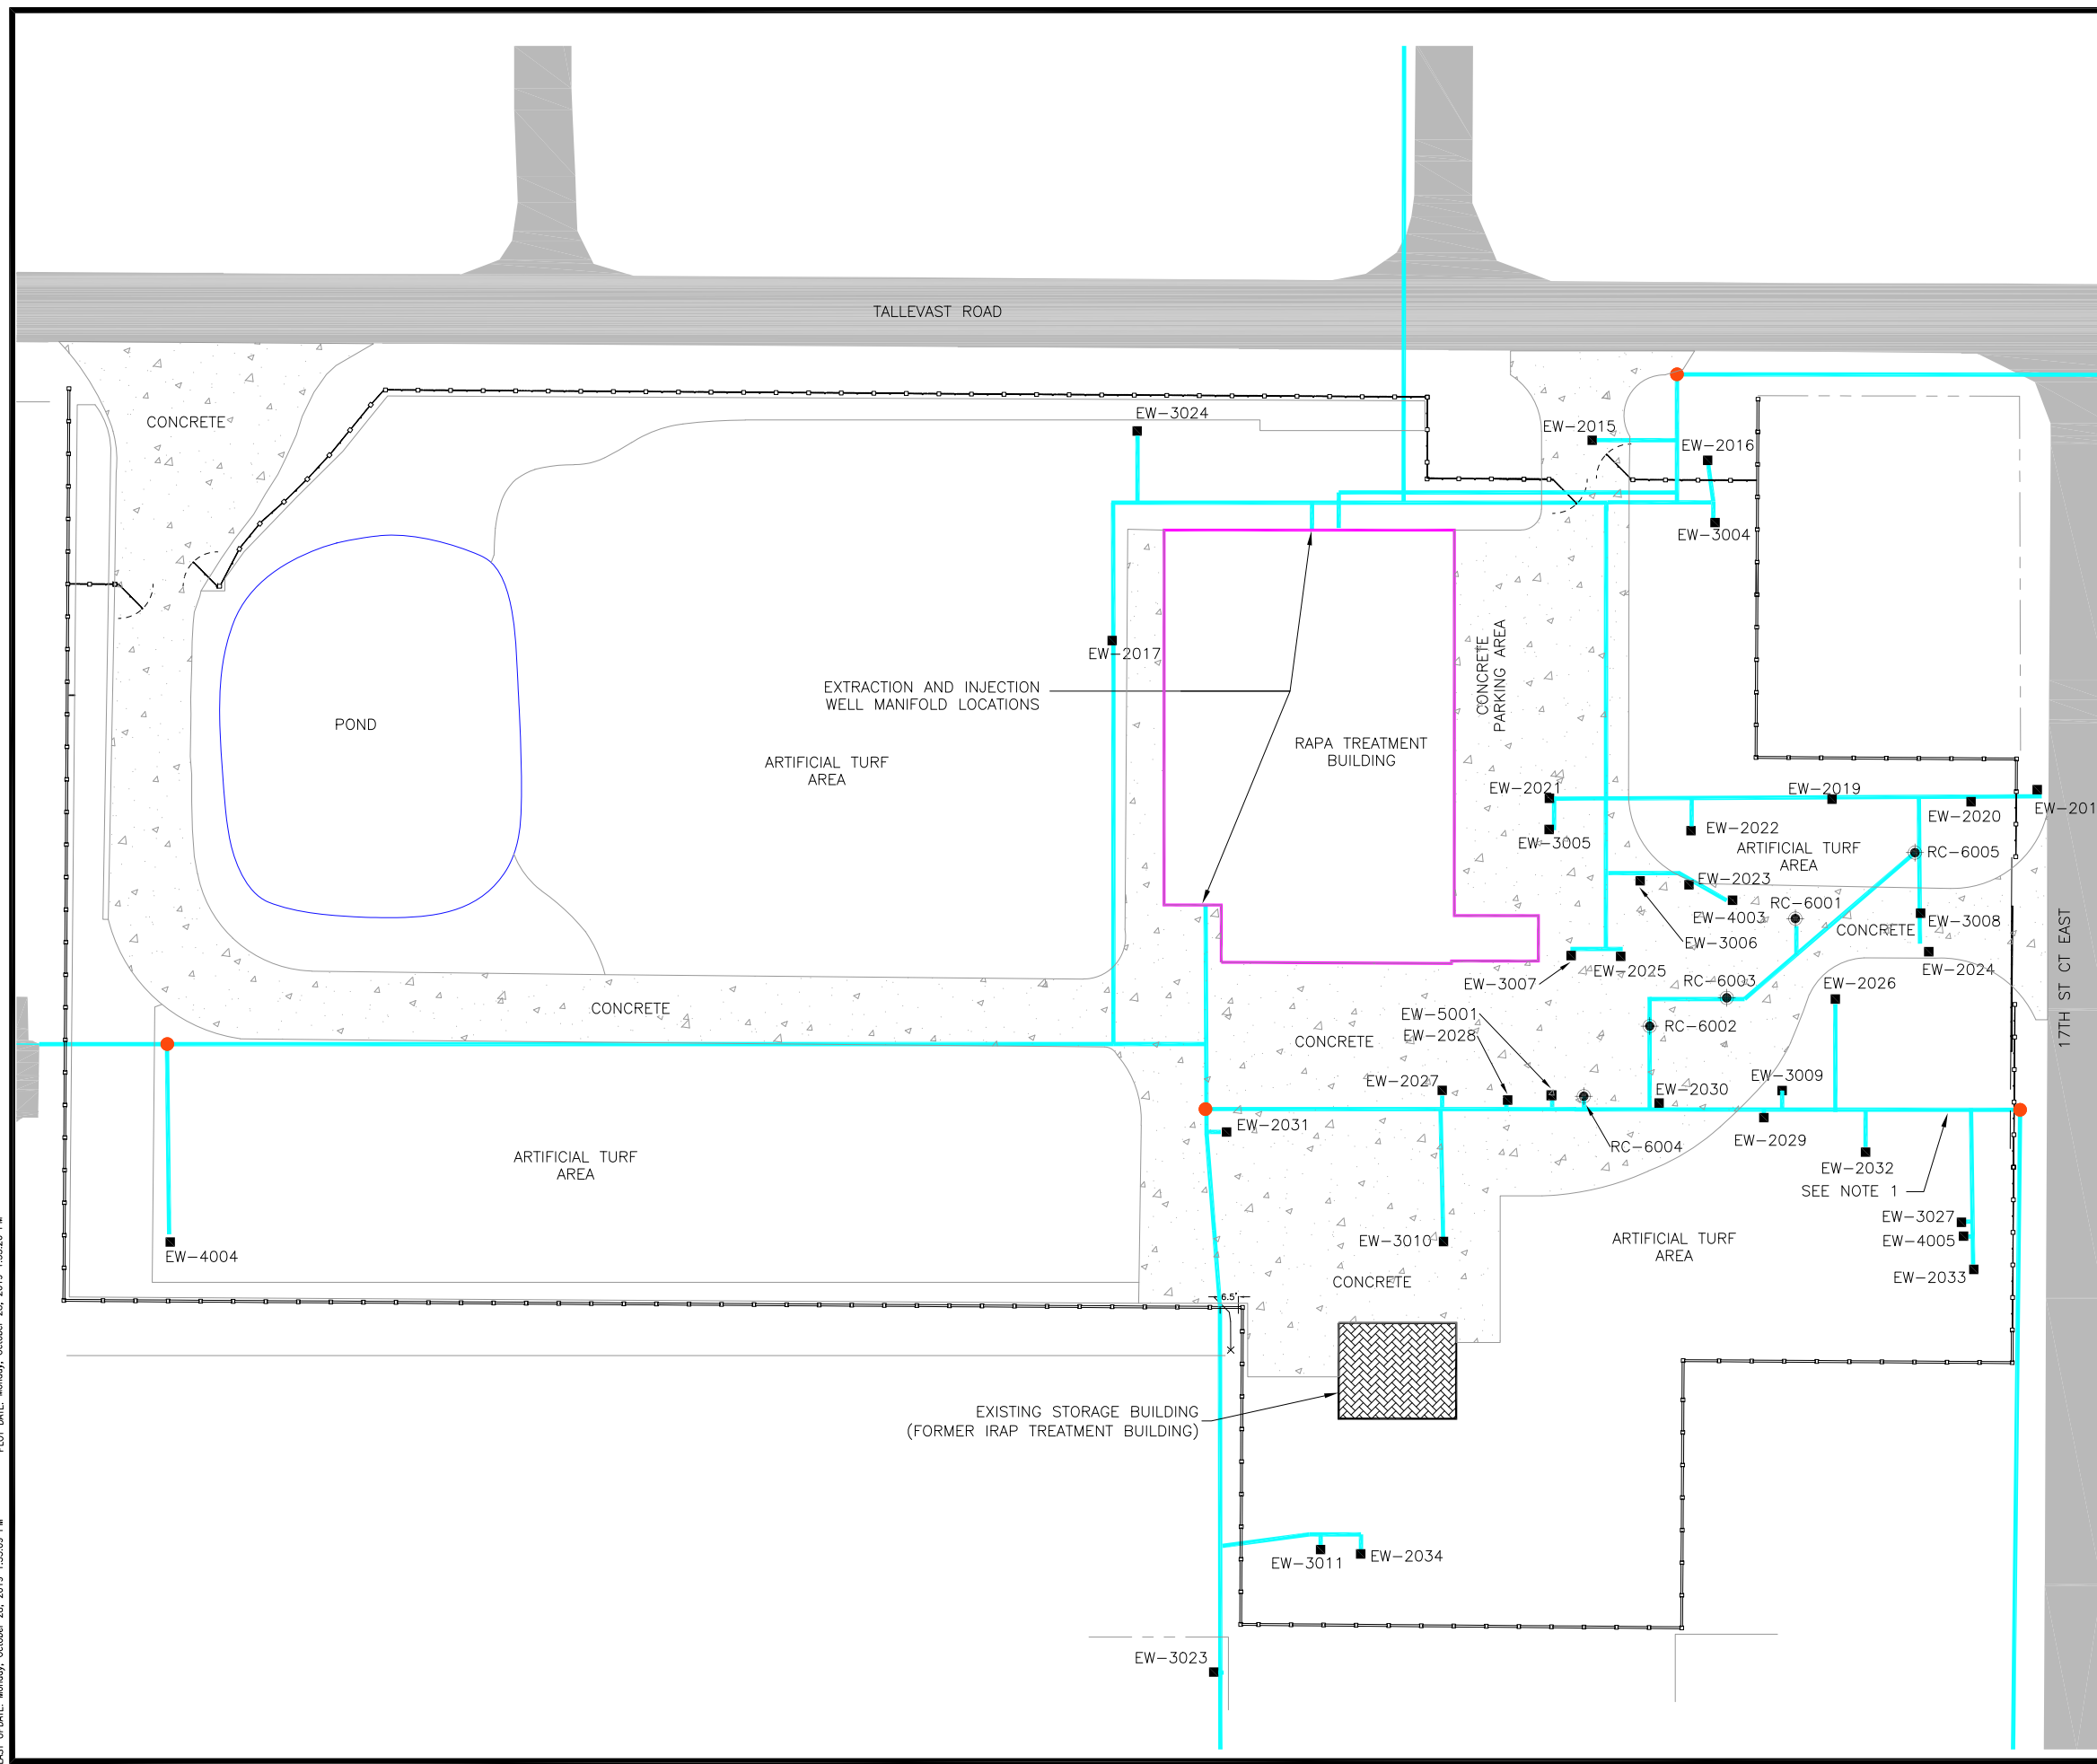 TALLEVAST ROAD
CONCRETE
EW-3024
EW-2015
EW-2016
EW-3004
EW-2017
CONCRETE
PARKING AREA
EXTRACTION AND INJECTION
WELL MANIFOLD LOCATIONS
POND
RAPA TREATMENT
BUILDING
ARTIFICIAL TURF
AREA
EW-2021
EW-2019
EW-2020
EW-201
EW-3005
EW-2022
ARTIFICIAL TURF
AREA
RC-6005
EW-2023
RC-6001
EW-4003
EW-3008
CONCRETE
EW-3006
EW-2025
EW-2024
EW-3007
RC-6003
EW-2026
17TH ST CT EAST
CONCRETE
EW-5001
RC-6002
EW-2028
CONCRETE
EW-2027
EW-3009
EW-2030
EW-2031
EW-2029
RC-6004
ARTIFICIAL TURF
AREA
EW-2032
SEE NOTE 1
EW-3027
EW-4005
EW-3010
ARTIFICIAL TURF
AREA
EW-4004
EW-2033
CONCRETE
6.5'
EXISTING STORAGE BUILDING
(FORMER IRAP TREATMENT BUILDING)
EW-3011
EW-2034
EW-3023